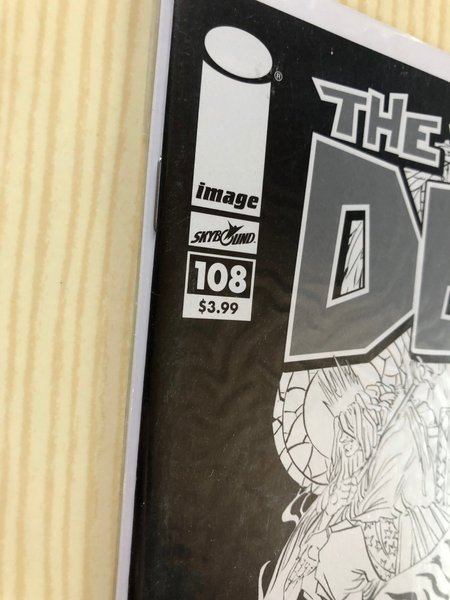 ®
image
SKYBOUND.
108
$3.99
THE
D